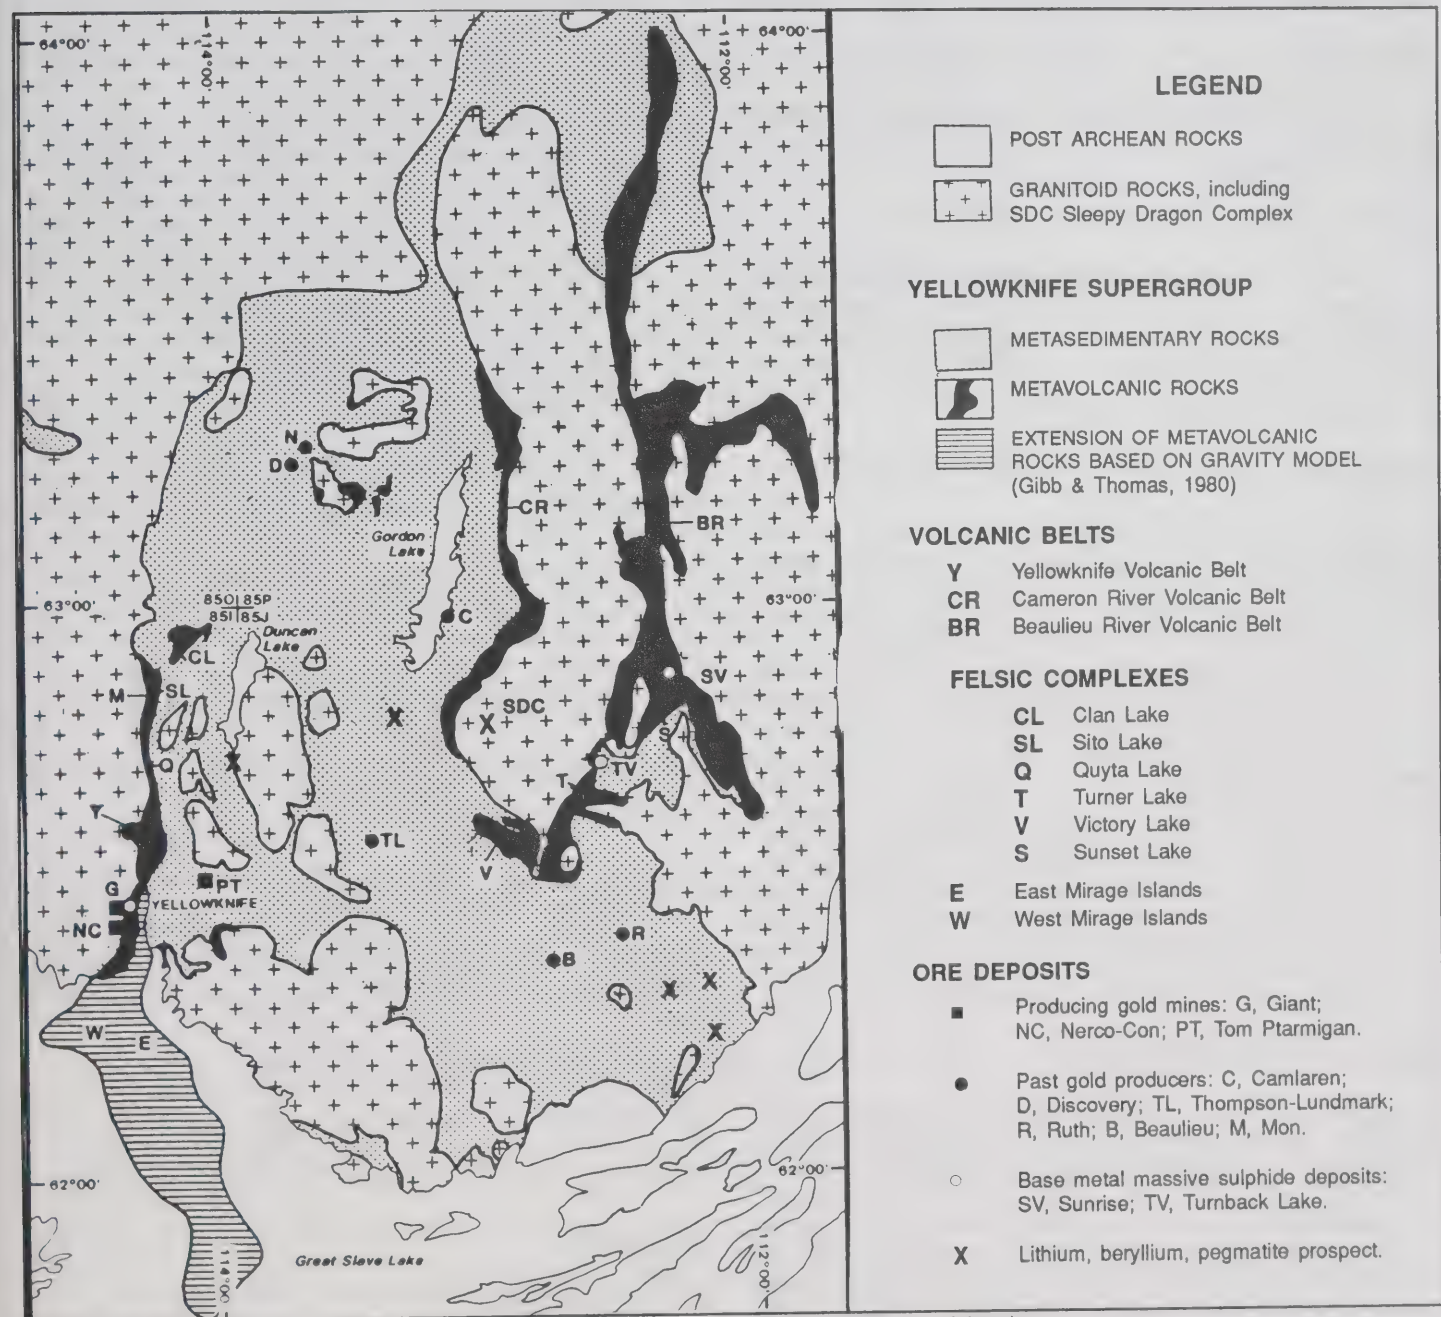 64°00'
114°00'
112°00'
64°00'
N
D
Gordon
Lake
CR
BR
63°00'
85O 85P
85I 85J
63°00'
Duncan
Lake
C
CL
M
SL
X
SDC
X
SV
S
Q
X
TV
T
Y
TL
V
G
PT
YELLOWKNIFE
NC
R
B
X
X
X
W
E
62°00'
62°00'
Great Slave Lake
114°00'
112°00'
LEGEND
POST ARCHEAN ROCKS
GRANITOID ROCKS, including
SDC Sleepy Dragon Complex
YELLOWKNIFE SUPERGROUP
METASEDIMENTARY ROCKS
METAVOLCANIC ROCKS
EXTENSION OF METAVOLCANIC
ROCKS BASED ON GRAVITY MODEL
(Gibb & Thomas, 1980)
VOLCANIC BELTS
Y Yellowknife Volcanic Belt
CR Cameron River Volcanic Belt
BR Beaulieu River Volcanic Belt
FELSIC COMPLEXES
CL Clan Lake
SL Sito Lake
Q Quyta Lake
T Turner Lake
V Victory Lake
S Sunset Lake
E East Mirage Islands
W West Mirage Islands
ORE DEPOSITS
Producing gold mines: G, Giant;
NC, Nerco-Con; PT, Tom Ptarmigan.
Past gold producers: C, Camlaren;
D, Discovery; TL, Thompson-Lundmark;
R, Ruth; B, Beaulieu; M, Mon.
Base metal massive sulphide deposits:
SV, Sunrise; TV, Turnback Lake.
X Lithium, beryllium, pegmatite prospect.